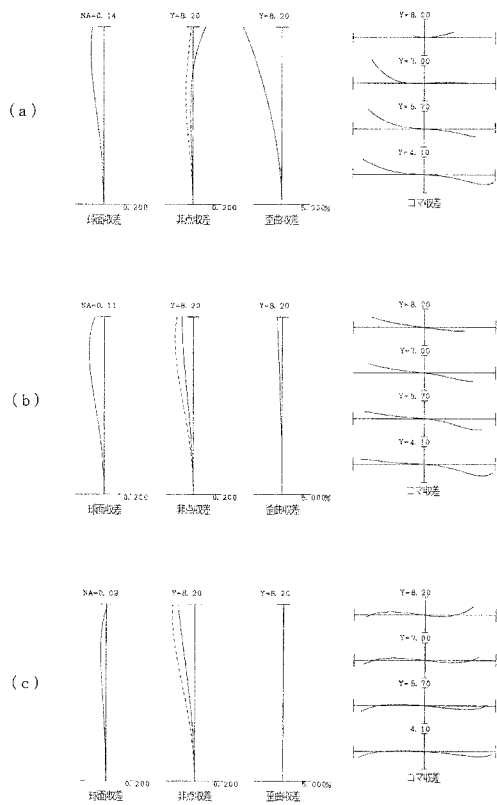 (a)
NA=0.14
Y=8.20
Y=8.20
0.200
0.200
5.000%
球面収差
非点収差
歪曲収差
Y=8.20
Y=7.00
Y=5.70
Y=4.10
コマ収差
(b)
NA=0.11
Y=8.20
Y=8.20
0.200
0.200
5.000%
球面収差
非点収差
歪曲収差
Y=8.20
Y=7.00
Y=5.70
Y=4.10
コマ収差
(c)
NA=0.09
Y=8.20
Y=8.20
0.200
0.200
5.000%
球面収差
非点収差
歪曲収差
Y=8.20
Y=7.00
Y=5.70
4.10
コマ収差